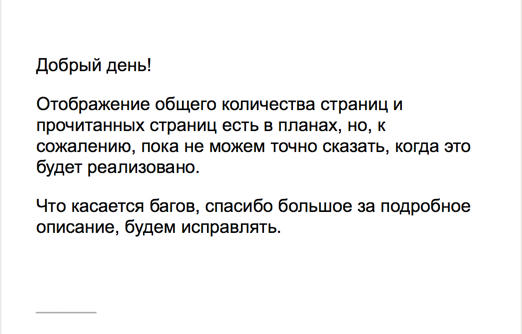 Добрый день!
Отображение общего количества страниц и
прочитанных страниц есть в планах, но, к
сожалению, пока не можем точно сказать, когда это
будет реализовано.
Что касается багов, спасибо большое за подробное
описание, будем исправлять.